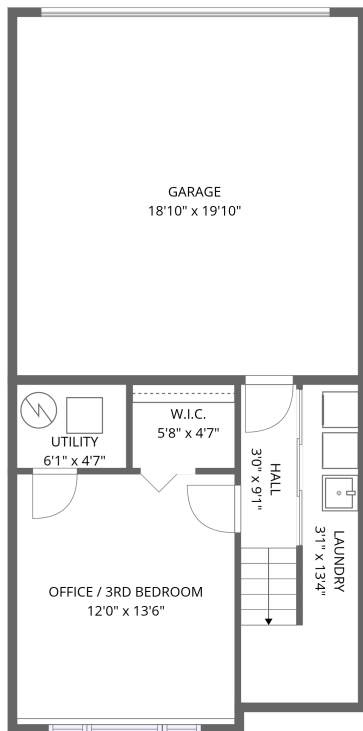 GARAGE
18'10" x 19'10"
W.I.C.
5'8" x 4'7"
UTILITY
6'1" x 4'7"
HALL
3'0" x 9'1"
LAUNDRY
3'1" x 13'4"
OFFICE / 3RD BEDROOM
12'0" x 13'6"